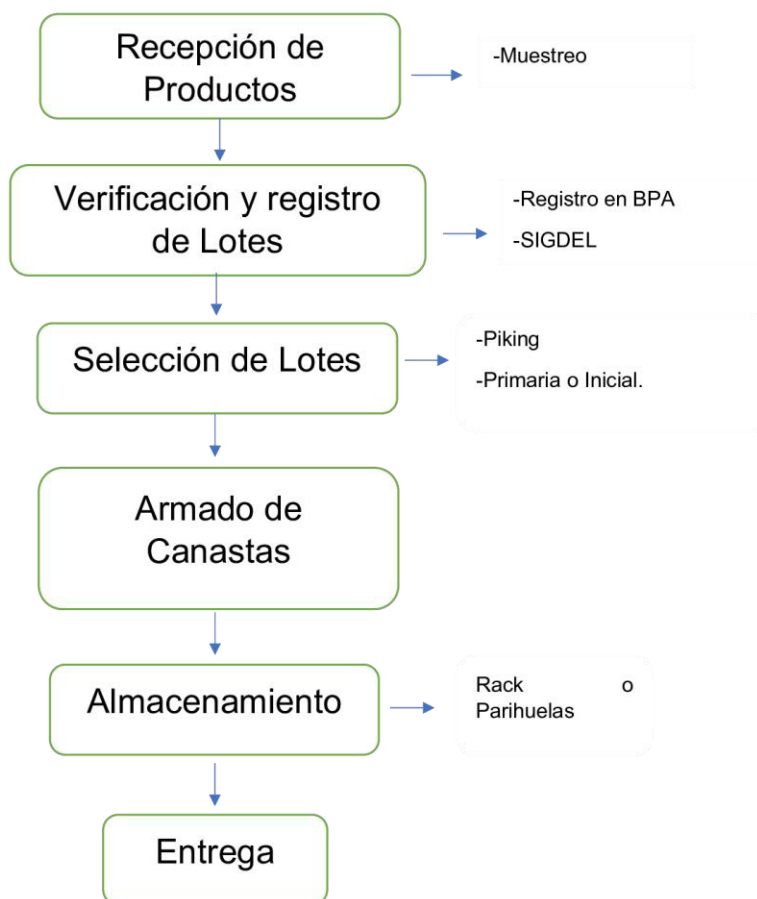 Recepción de
Productos
-Muestreo
Verificación y registro
de Lotes
-Registro en BPA
-SIGDEL
Selección de Lotes
-Piking
-Primaria o Inicial.
Armado de
Canastas
Almacenamiento
Rack o
Parihuelas
Entrega